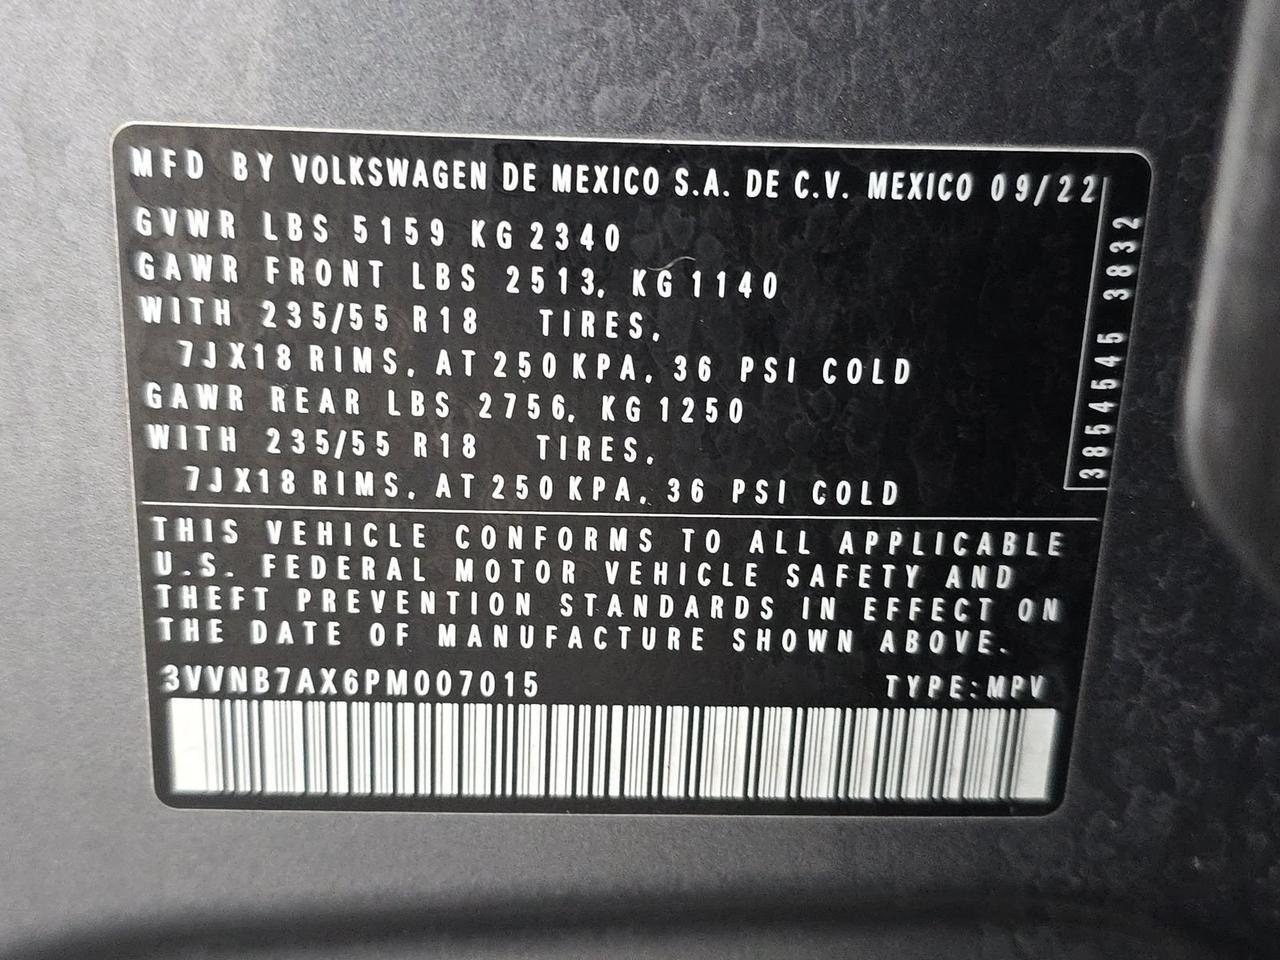 MFD BY VOLKSWAGEN DE MEXICO S.A. DE C.V. MEXICO 09/22
GVWR LBS 5159 KG 2340
GAWR FRONT LBS 2513, KG 1140
WITH 235/55 R18 TIRES,
7JX18 RIMS, AT 250 KPA, 36 PSI COLD
GAWR REAR LBS 2756, KG 1250
WITH 235/55 R18 TIRES,
7JX18 RIMS, AT 250 KPA, 36 PSI COLD
3854545 3832
THIS VEHICLE CONFORMS TO ALL APPLICABLE
U.S. FEDERAL MOTOR VEHICLE SAFETY AND
THEFT PREVENTION STANDARDS IN EFFECT ON
THE DATE OF MANUFACTURE SHOWN ABOVE.
3VVNB7AX6PM007015 TYPE:MPV